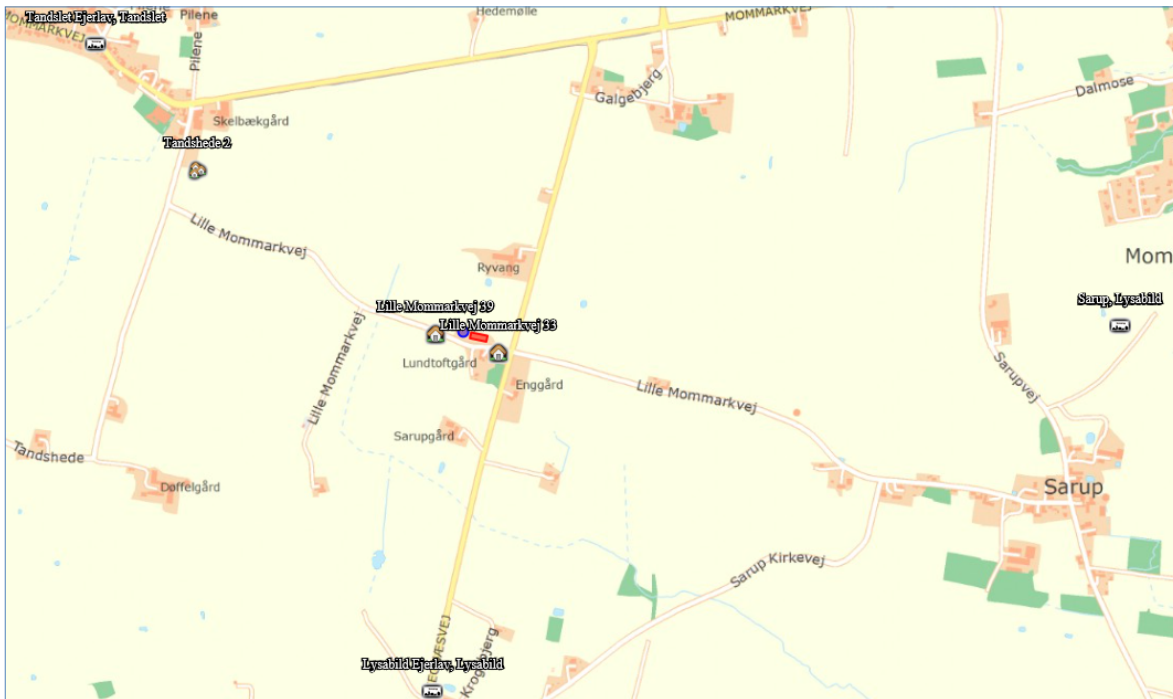 Hedemølle
Pilene
Tandslet Ejerlav, Tandslet
MOMMARKVEJ
MOMMARKVEJ
Pilene
Galgebjerg
Dalmose
Skelbækgård
Tandshede 2
Lille Mommarkvej
Ryvang
Mom
Sarup, Lysabild
Lille Mommarkvej 39
Lille Mommarkvej 33
Lundtoftgård
Lille Mommarkvej
Enggård
Lille Mommarkvej
Sarupvej
Sarupgård
Tandshede
Døffelgård
Sarup
Sarup Kirkevej
Lysabild Ejerlav, Lysabild